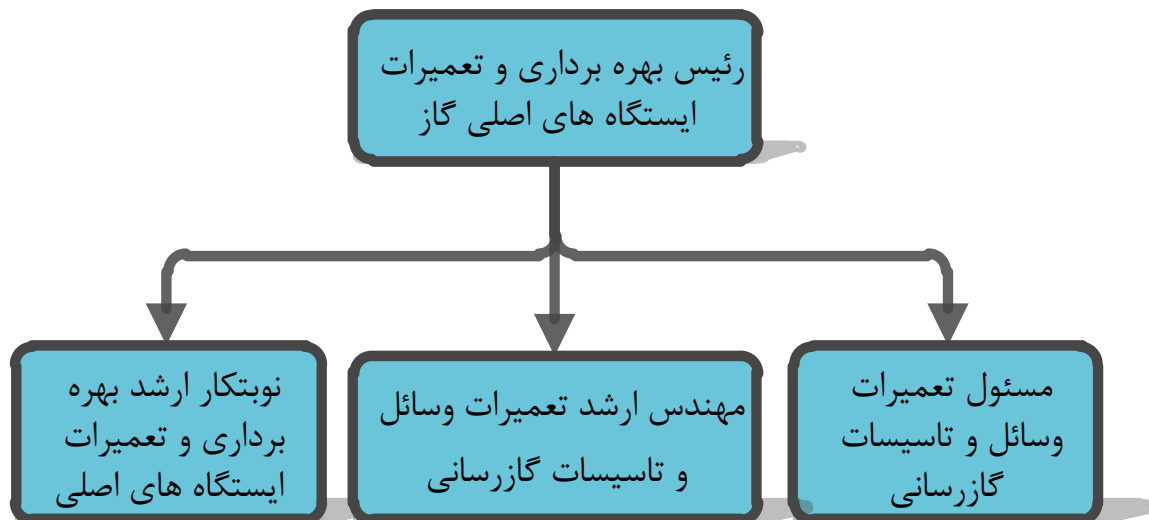 رئیس بهره برداری و تعمیرات
ایستگاه های اصلی گاز
مسئول تعمیرات
وسائل و تاسیسات
گازرسانی
مهندس ارشد تعمیرات وسائل
و تاسیسات گازرسانی
نوبتکار ارشد بهره
برداری و تعمیرات
ایستگاه های اصلی